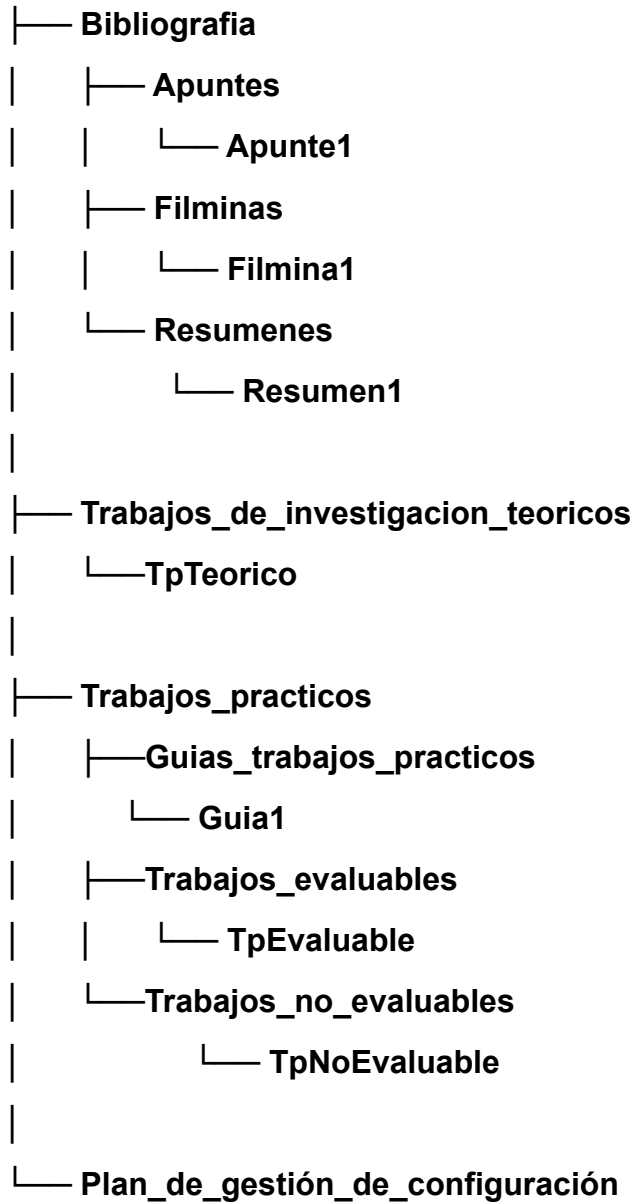 ├── Bibliografia
│ ├── Apuntes
│ │ └── Apunte1
│ ├── Filminas
│ │ └── Filmina1
│ └── Resumenes
│ └── Resumen1
│
├── Trabajos_de_investigacion_teoricos
│ └──TpTeorico
│
├── Trabajos_practicos
│ ├──Guias_trabajos_practicos
│ └── Guia1
│ ├──Trabajos_evaluables
│ │ └── TpEvaluable
│ └──Trabajos_no_evaluables
│ └── TpNoEvaluable
│
└── Plan_de_gestión_de_configuración